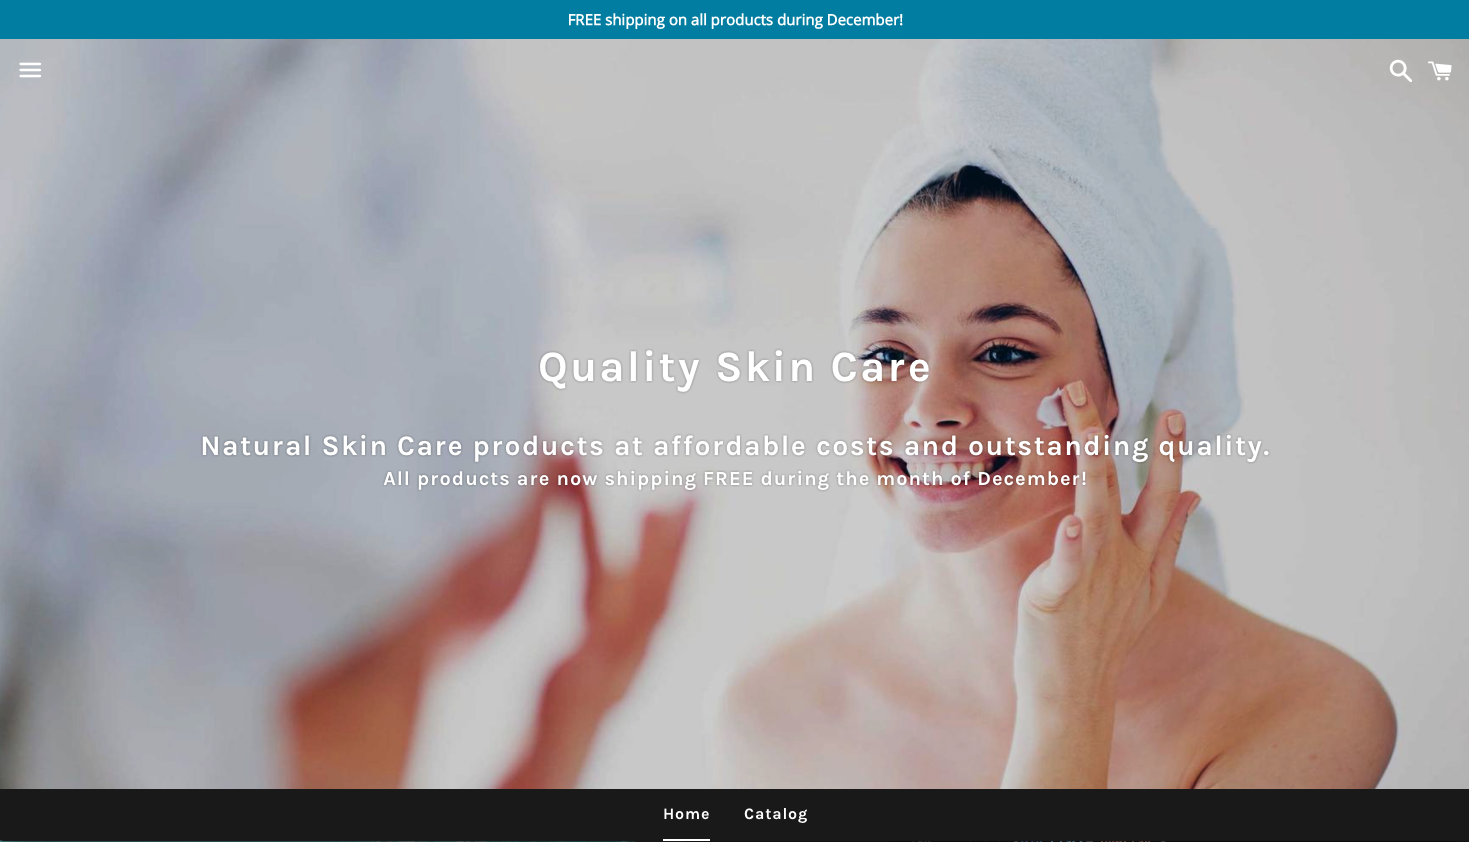 FREE shipping on all products during December!
Quality Skin Care
Natural Skin Care products at affordable costs and outstanding quality.
All products are now shipping FREE during the month of December!
Home Catalog